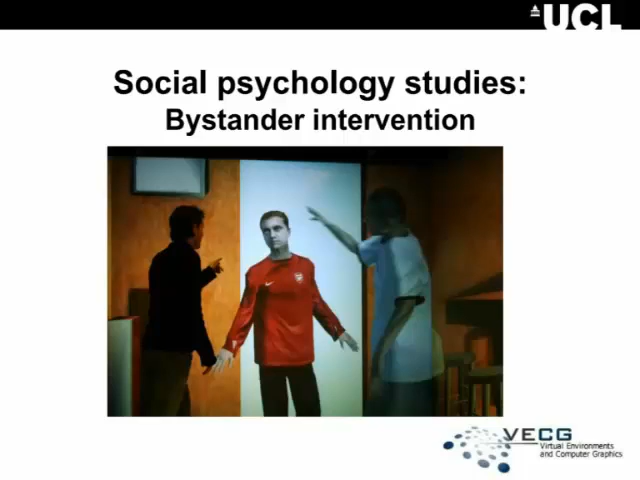 UCL
Social psychology studies:
Bystander intervention
VECG
Virtual Environments
and Computer Graphics